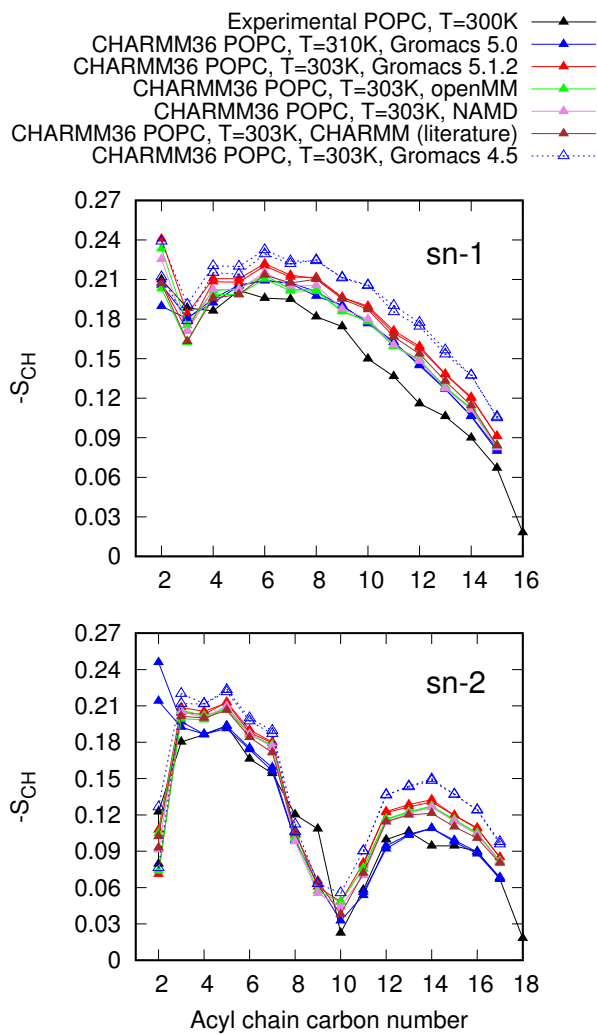 Experimental POPC, T=300K
CHARMM36 POPC, T=310K, Gromacs 5.0
CHARMM36 POPC, T=303K, Gromacs 5.1.2
CHARMM36 POPC, T=303K, openMM
CHARMM36 POPC, T=303K, NAMD
CHARMM36 POPC, T=303K, CHARMM (literature)
CHARMM36 POPC, T=303K, Gromacs 4.5
0.27
0.24
0.21
0.18
0.15
0.12
0.09
0.06
0.03
0
-SCH
sn-1
2 4 6 8 10 12 14 16
0.27
0.24
0.21
0.18
0.15
0.12
0.09
0.06
0.03
0
-SCH
sn-2
2 4 6 8 10 12 14 16 18
Acyl chain carbon number